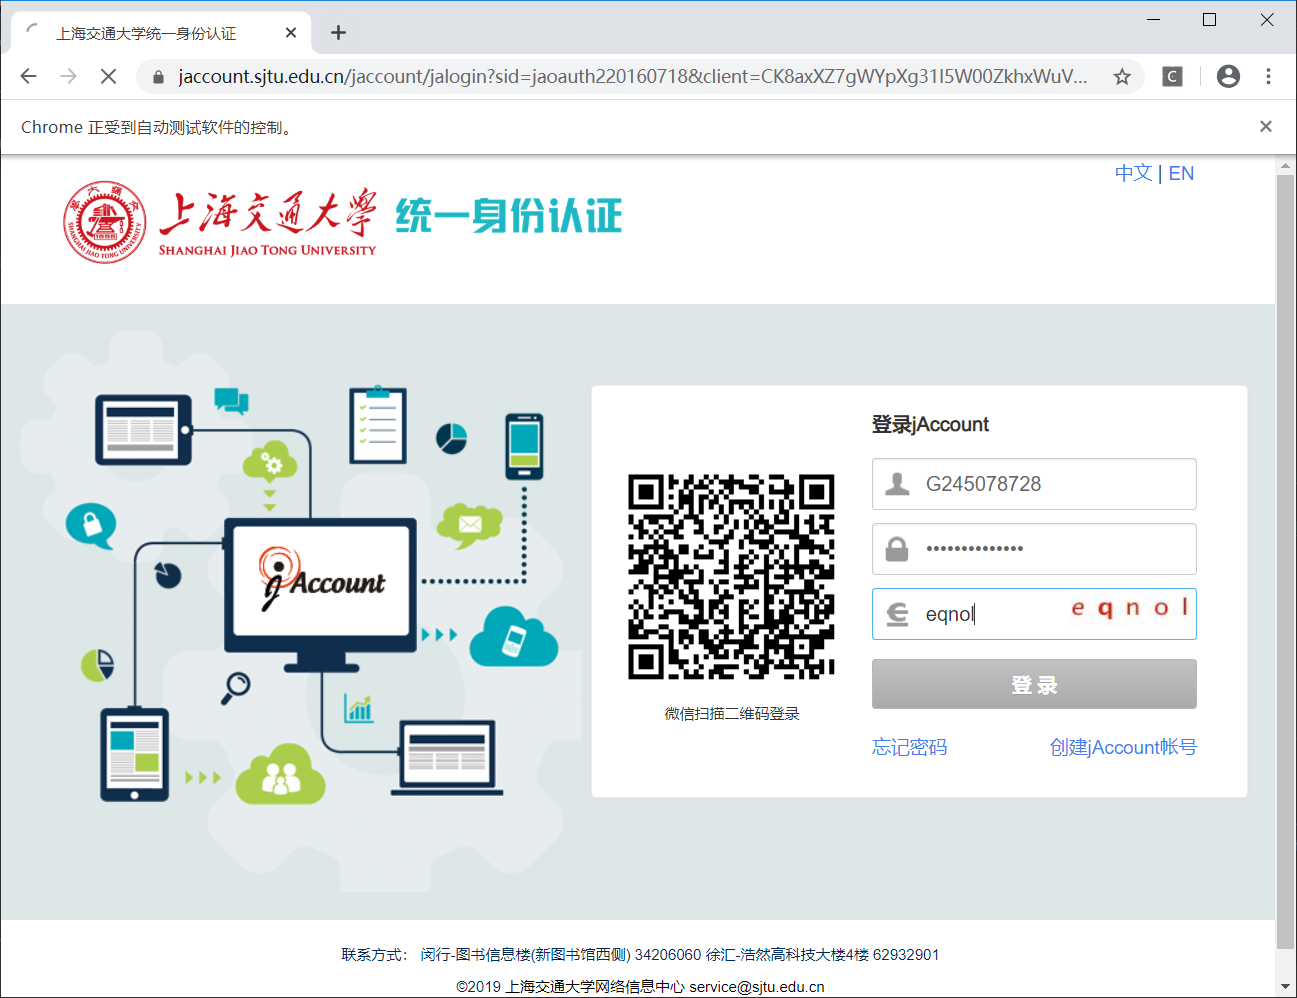 上海交通大学统一身份认证
jaccount.sjtu.edu.cn/jaccount/jalogin?sid=jaoauth220160718&client=CK8axXZ7gWYpXg31I5W00ZkhxWuV...
Chrome 正受到自动测试软件的控制。
中文 | EN
上海交通大学 统一身份认证
SHANGHAI JIAO TONG UNIVERSITY
登录jAccount
G245078728
••••••••••••••
eqnol
e q n o l
登 录
微信扫描二维码登录
忘记密码
创建jAccount帐号
jAccount
联系方式： 闵行-图书信息楼(新图书馆西侧) 34206060 徐汇-浩然高科技大楼4楼 62932901
©2019 上海交通大学网络信息中心 service@sjtu.edu.cn